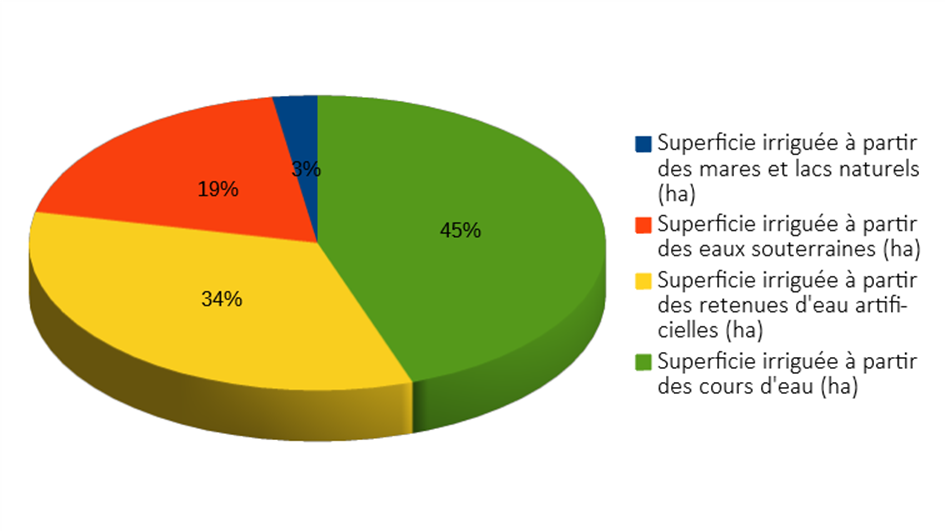 3%
19%
45%
34%
Superficie irriguée à partir
des mares et lacs naturels
(ha)
Superficie irriguée à partir
des eaux souterraines (ha)
Superficie irriguée à partir
des retenues d'eau artifi-
cielles (ha)
Superficie irriguée à partir
des cours d'eau (ha)